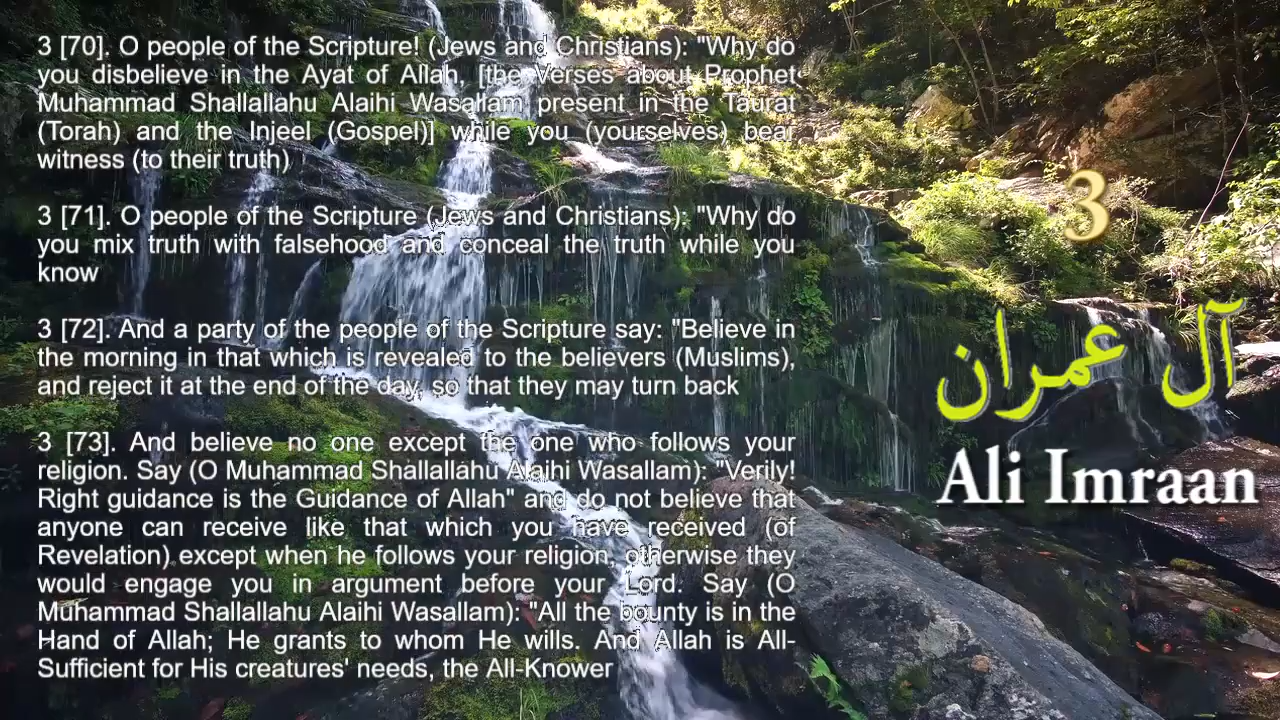 3 [70]. O people of the Scripture! (Jews and Christians): "Why do
you disbelieve in the Ayat of Allah, [the Verses about Prophet
Muhammad Shallallahu Alaihi Wasallam present in the Taurat
(Torah) and the Injeel (Gospel)] while you (yourselves) bear
witness (to their truth)
3 [71]. O people of the Scripture (Jews and Christians): "Why do
you mix truth with falsehood and conceal the truth while you
know
3 [72]. And a party of the people of the Scripture say: "Believe in
the morning in that which is revealed to the believers (Muslims),
and reject it at the end of the day, so that they may turn back
3 [73]. And believe no one except the one who follows your
religion. Say (O Muhammad Shallallahu Alaihi Wasallam): "Verily!
Right guidance is the Guidance of Allah" and do not believe that
anyone can receive like that which you have received (of
Revelation) except when he follows your religion, otherwise they
would engage you in argument before your Lord. Say (O
Muhammad Shallallahu Alaihi Wasallam): "All the bounty is in the
Hand of Allah; He grants to whom He wills. And Allah is All-
Sufficient for His creatures' needs, the All-Knower
3
آل عمران
Ali Imraan